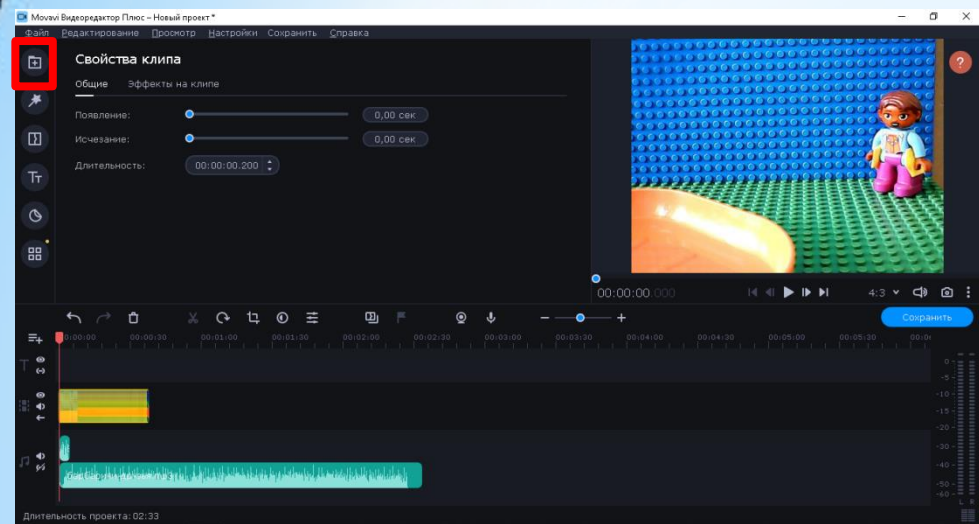 Movavi Видеоредактор Плюс – Новый проект *
Файл Редактирование Просмотр Настройки Сохранить Справка
Свойства клипа
?
Общие Эффекты на клипе
Появление: 0,00 сек
Исчезание: 0,00 сек
Длительность: 00:00:00.200
00:00:00.000 4:3
Сохранить
0:00:00 00:00:30 00:01:00 00:01:30 00:02:00 00:02:30 00:03:00 00:03:30 00:04:00 00:04:30 00:05:00 00:05:30
0
-5
-10
-15
-20
-30
-40
-50
-60
L R
Длительность проекта: 02:33